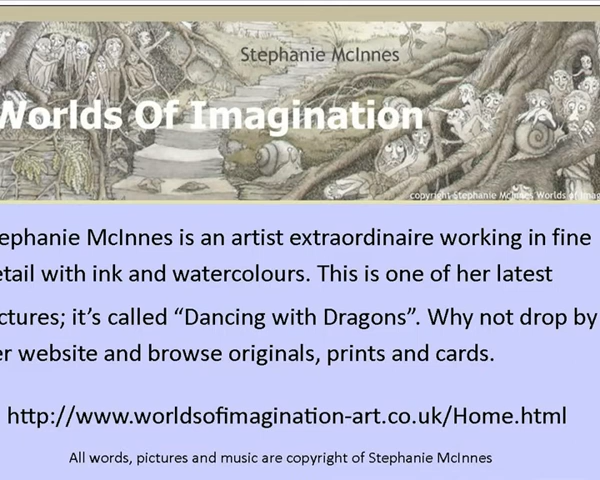 Stephanie McInnes
Worlds Of Imagination
copyright Stephanie McInnes Worlds of Imag
ephanie McInnes is an artist extraordinaire working in fine
etail with ink and watercolours. This is one of her latest
ctures; it’s called “Dancing with Dragons”. Why not drop by
er website and browse originals, prints and cards.
http://www.worldsofimagination-art.co.uk/Home.html
All words, pictures and music are copyright of Stephanie McInnes